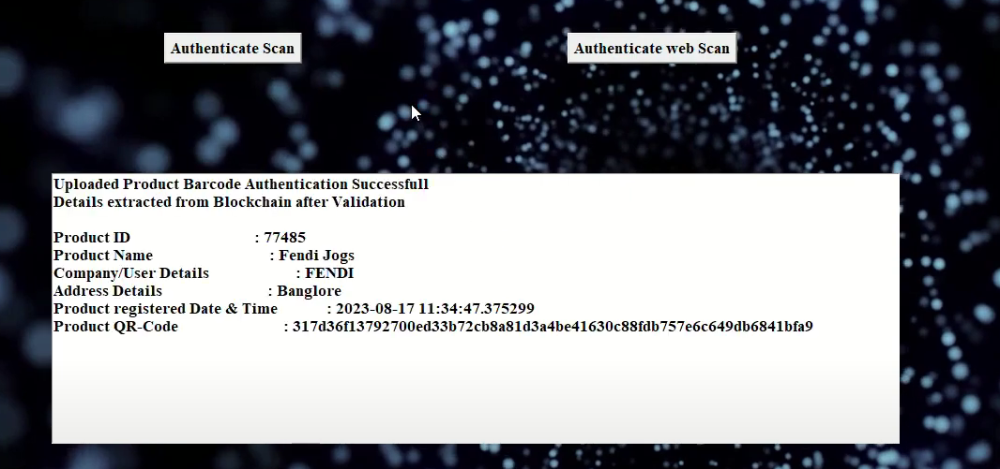 Authenticate Scan
Authenticate web Scan
Uploaded Product Barcode Authentication Successfull
Details extracted from Blockchain after Validation
Product ID : 77485
Product Name : Fendi Jogs
Company/User Details : FENDI
Address Details : Banglore
Product registered Date & Time : 2023-08-17 11:34:47.375299
Product QR-Code : 317d36f13792700ed33b72cb8a81d3a4be41630c88fdb757e6c649db6841bfa9